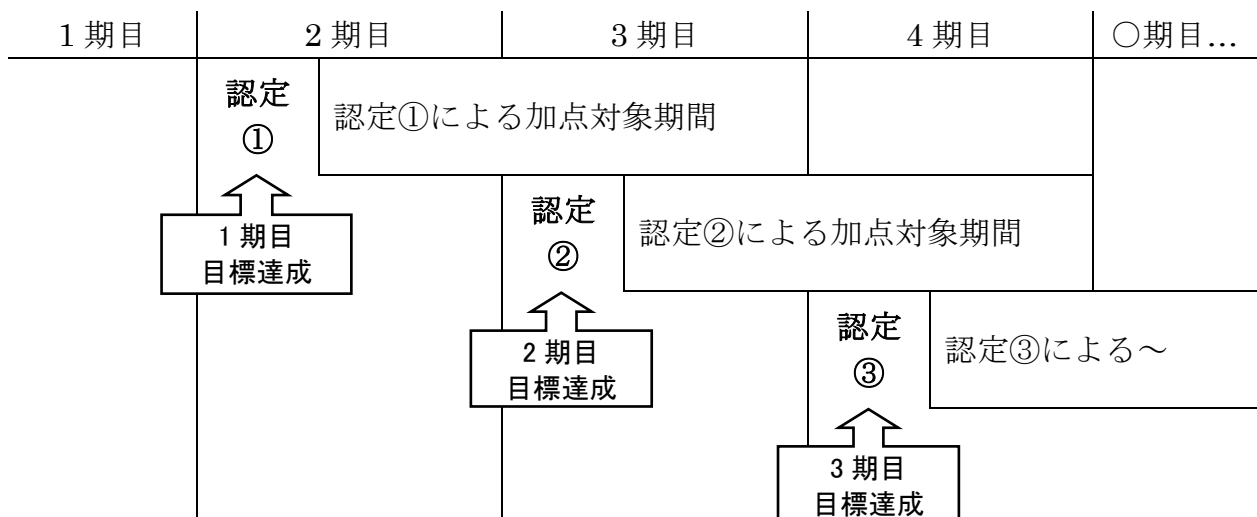 1 期目
2 期目
3 期目
4 期目
○期目…
認定
①
認定①による加点対象期間
1 期目
目標達成
認定
②
認定②による加点対象期間
2 期目
目標達成
認定
③
認定③による～
3 期目
目標達成